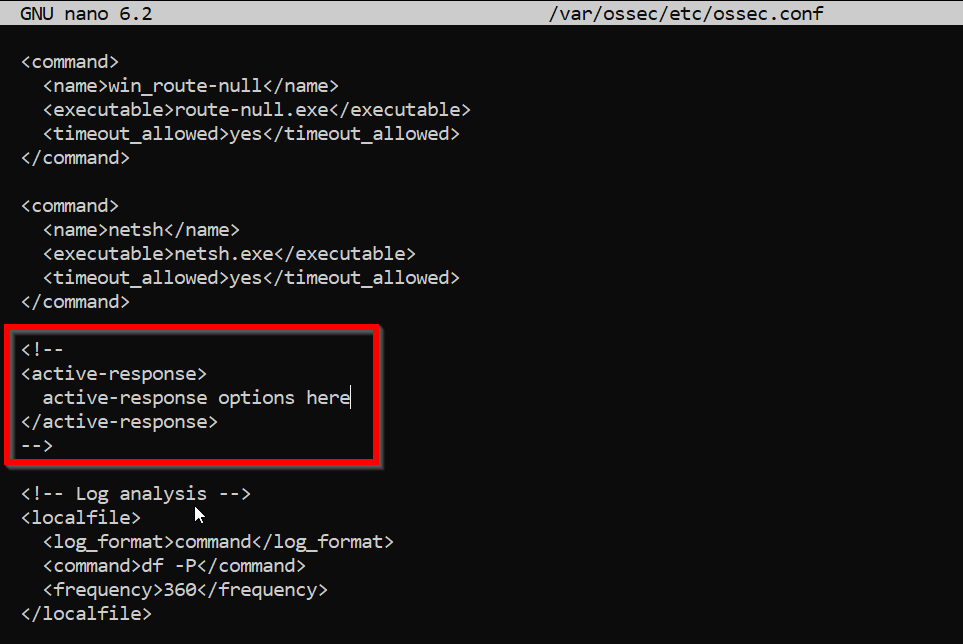 GNU nano 6.2 /var/ossec/etc/ossec.conf
<command>
<name>win_route-null</name>
<executable>route-null.exe</executable>
<timeout_allowed>yes</timeout_allowed>
</command>
<command>
<name>netsh</name>
<executable>netsh.exe</executable>
<timeout_allowed>yes</timeout_allowed>
</command>
<!--
<active-response>
active-response options here
</active-response>
-->
<!-- Log analysis -->
<localfile>
<log_format>command</log_format>
<command>df -P</command>
<frequency>360</frequency>
</localfile>